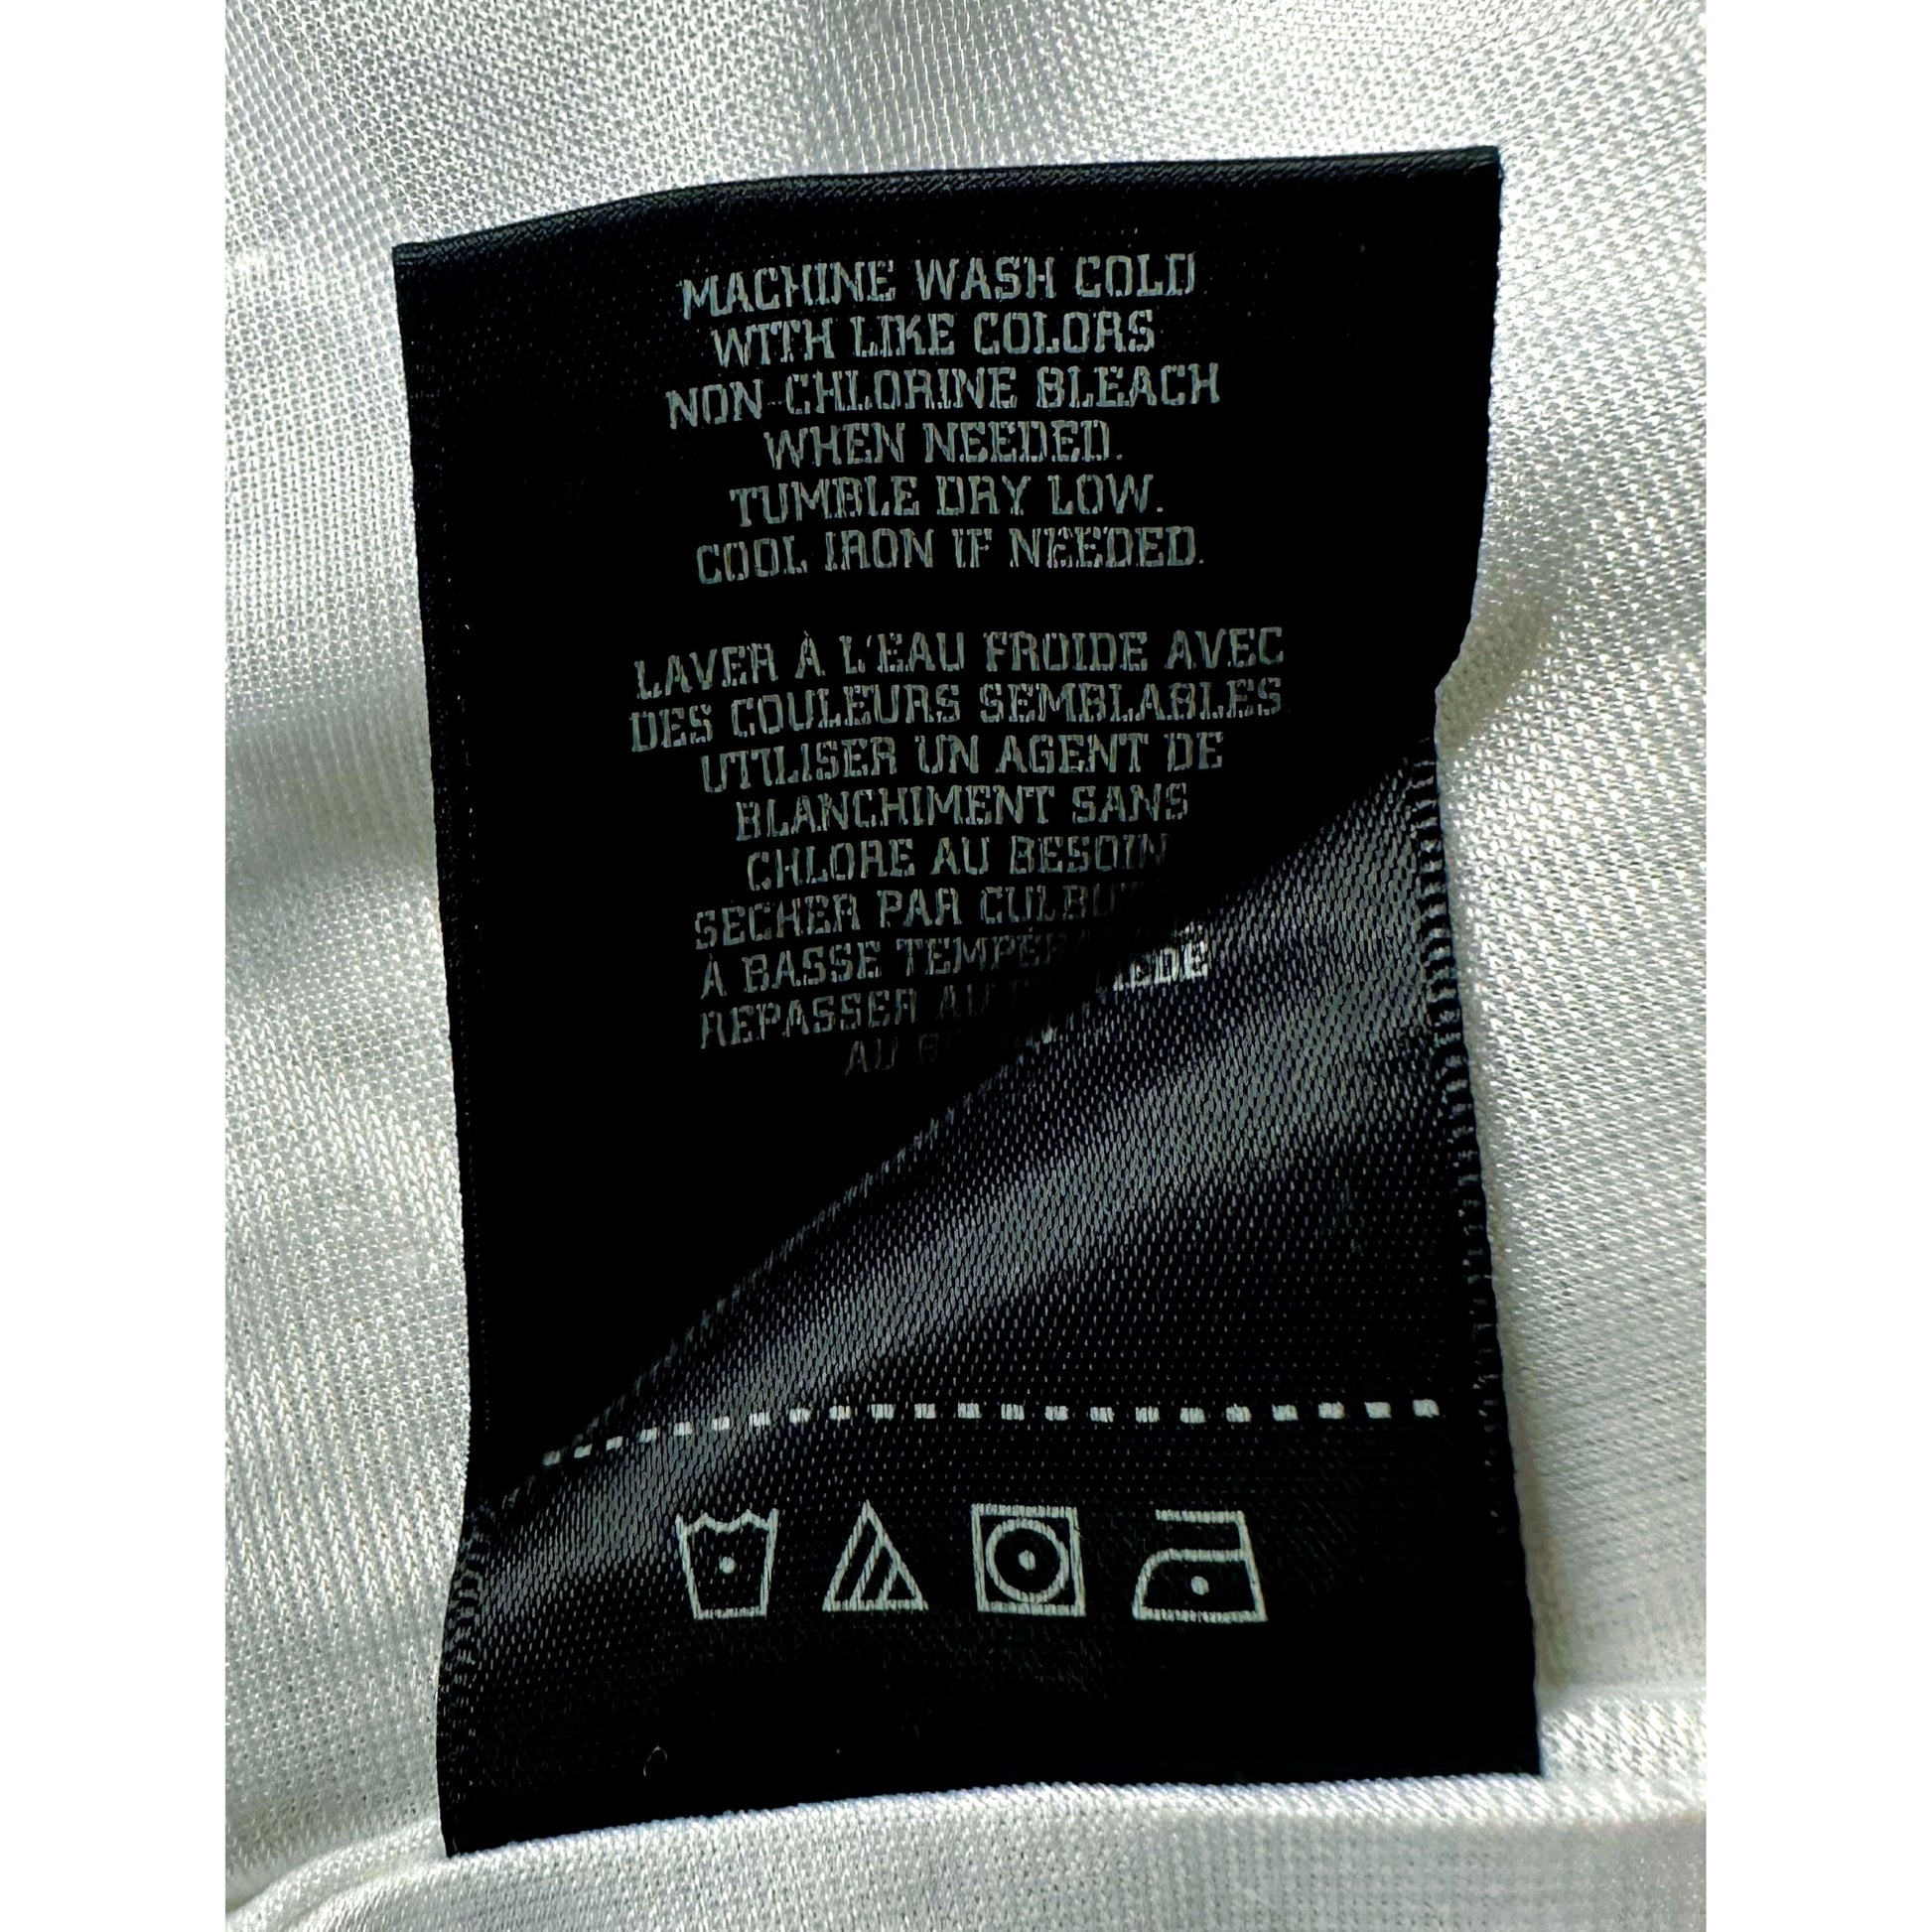 MACHINE WASH COLD
WITH LIKE COLORS
NON-CHLORINE BLEACH
WHEN NEEDED.
TUMBLE DRY LOW.
COOL IRON IF NEEDED.
LAVER À L'EAU FROIDE AVEC
DES COULEURS SEMBLABLES
UTILISER UN AGENT DE
BLANCHIMENT SANS
CHLORE AU BESOIN
SECHER PAR
À BASSE
REPASSER
AU